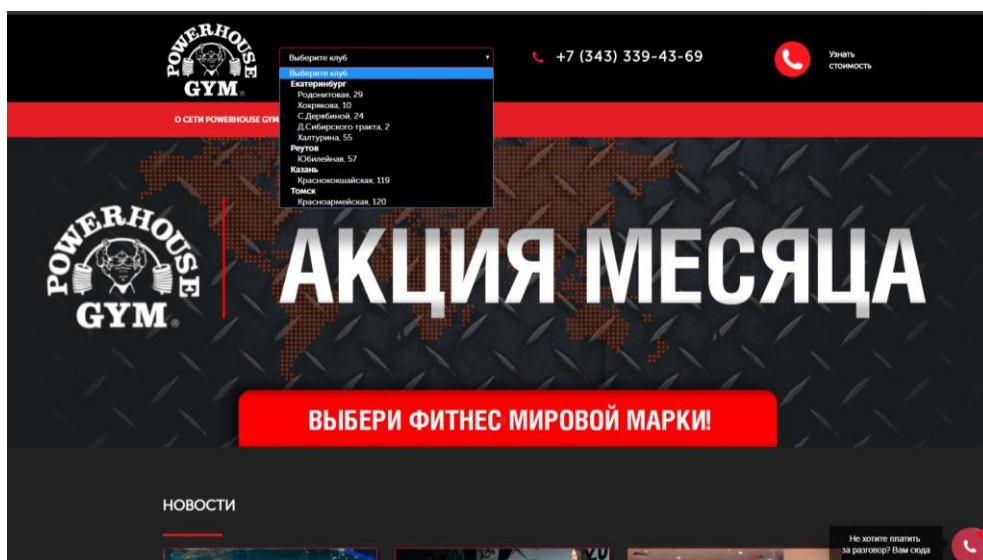 POWERHOUSE
GYM®
Выберите клуб
+7 (343) 339-43-69
Узнать
стоимость
Выберите клуб
Екатеринбург
Родонитовая, 29
Хохрякова, 10
С.Дерябиной, 24
Д.Сибирского тракта, 2
Халтурина, 55
Реутов
Юбилейная, 57
Казань
Краснококшайская, 119
Томск
Красноармейская, 120
О СЕТИ POWERHOUSE GYM
POWERHOUSE
GYM®
АКЦИЯ МЕСЯЦА
ВЫБЕРИ ФИТНЕС МИРОВОЙ МАРКИ!
НОВОСТИ
Не хотите платить
за разговор? Вам сюда